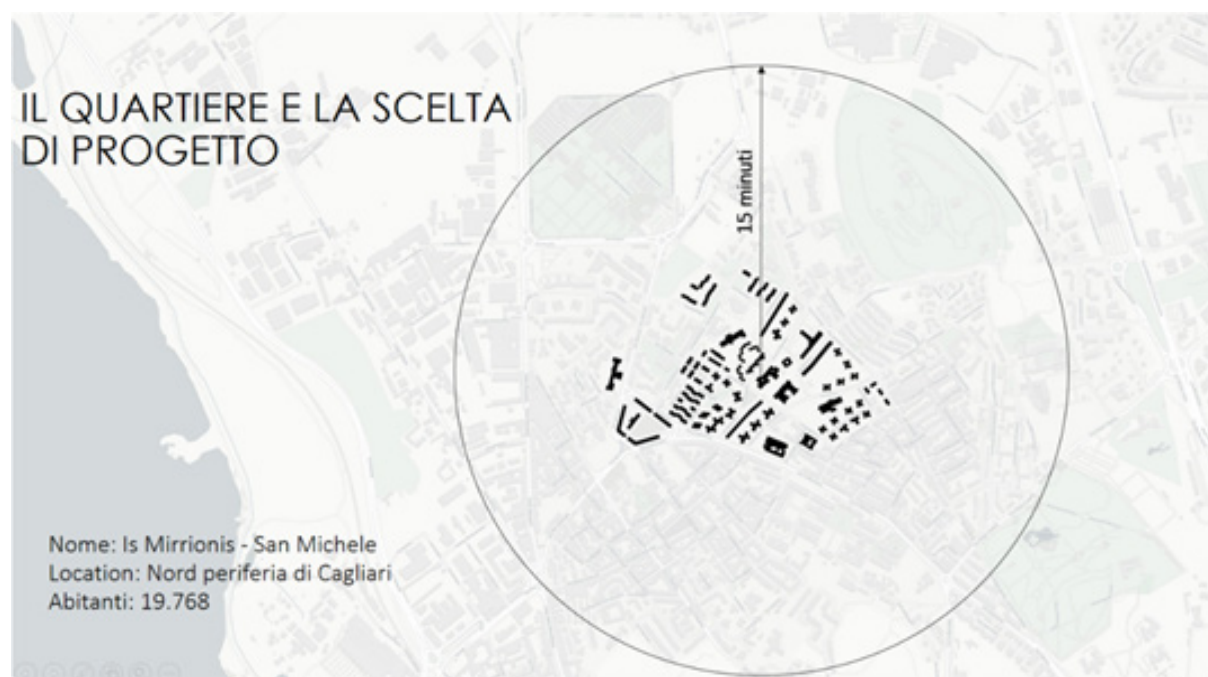 IL QUARTIERE E LA SCELTA
DI PROGETTO
15 minuti
Nome: Is Mirrionis - San Michele
Location: Nord periferia di Cagliari
Abitanti: 19.768